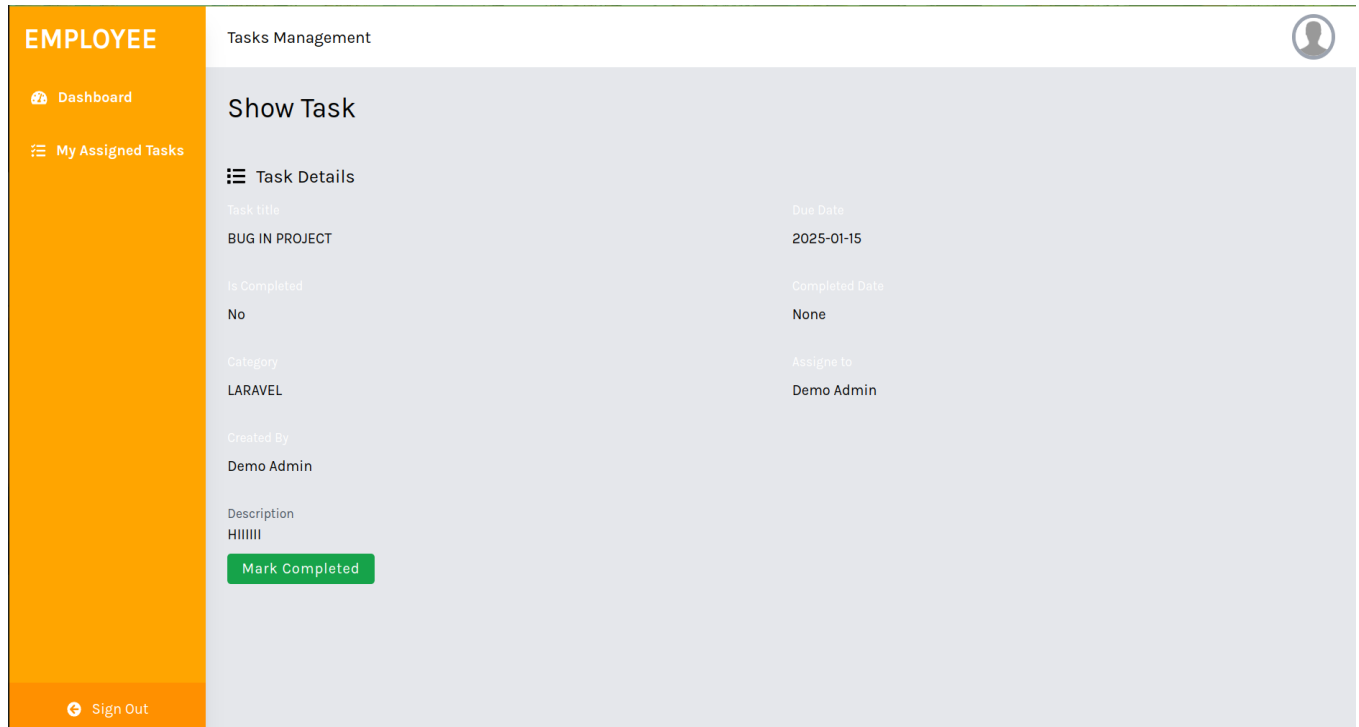 EMPLOYEE
Tasks Management
Dashboard
My Assigned Tasks
Show Task
Task Details
Task title
Due Date
BUG IN PROJECT
2025-01-15
Is Completed
Completed Date
No
None
Category
Assigne to
LARAVEL
Demo Admin
Created By
Demo Admin
Description
HIIIIII
Mark Completed
Sign Out